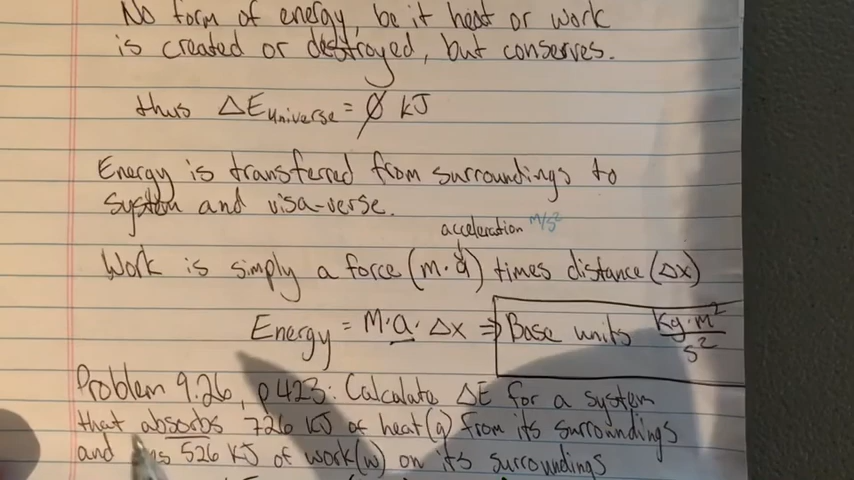 No form of energy, be it heat or work
is created or destroyed, but conserves.
thus ΔE universe = 0 kJ
Energy is transferred from surroundings to
system and visa-verse.
acceleration m/s²
Work is simply a force (m·a) times distance (Δx)
Energy = m·a·Δx ⇒ Base units Kg·m²/s²
Problem 9.26, p423: Calculate ΔE for a system
that absorbs 726 KJ of heat(q) from its surroundings
and 526 KJ of work(w) on its surroundings